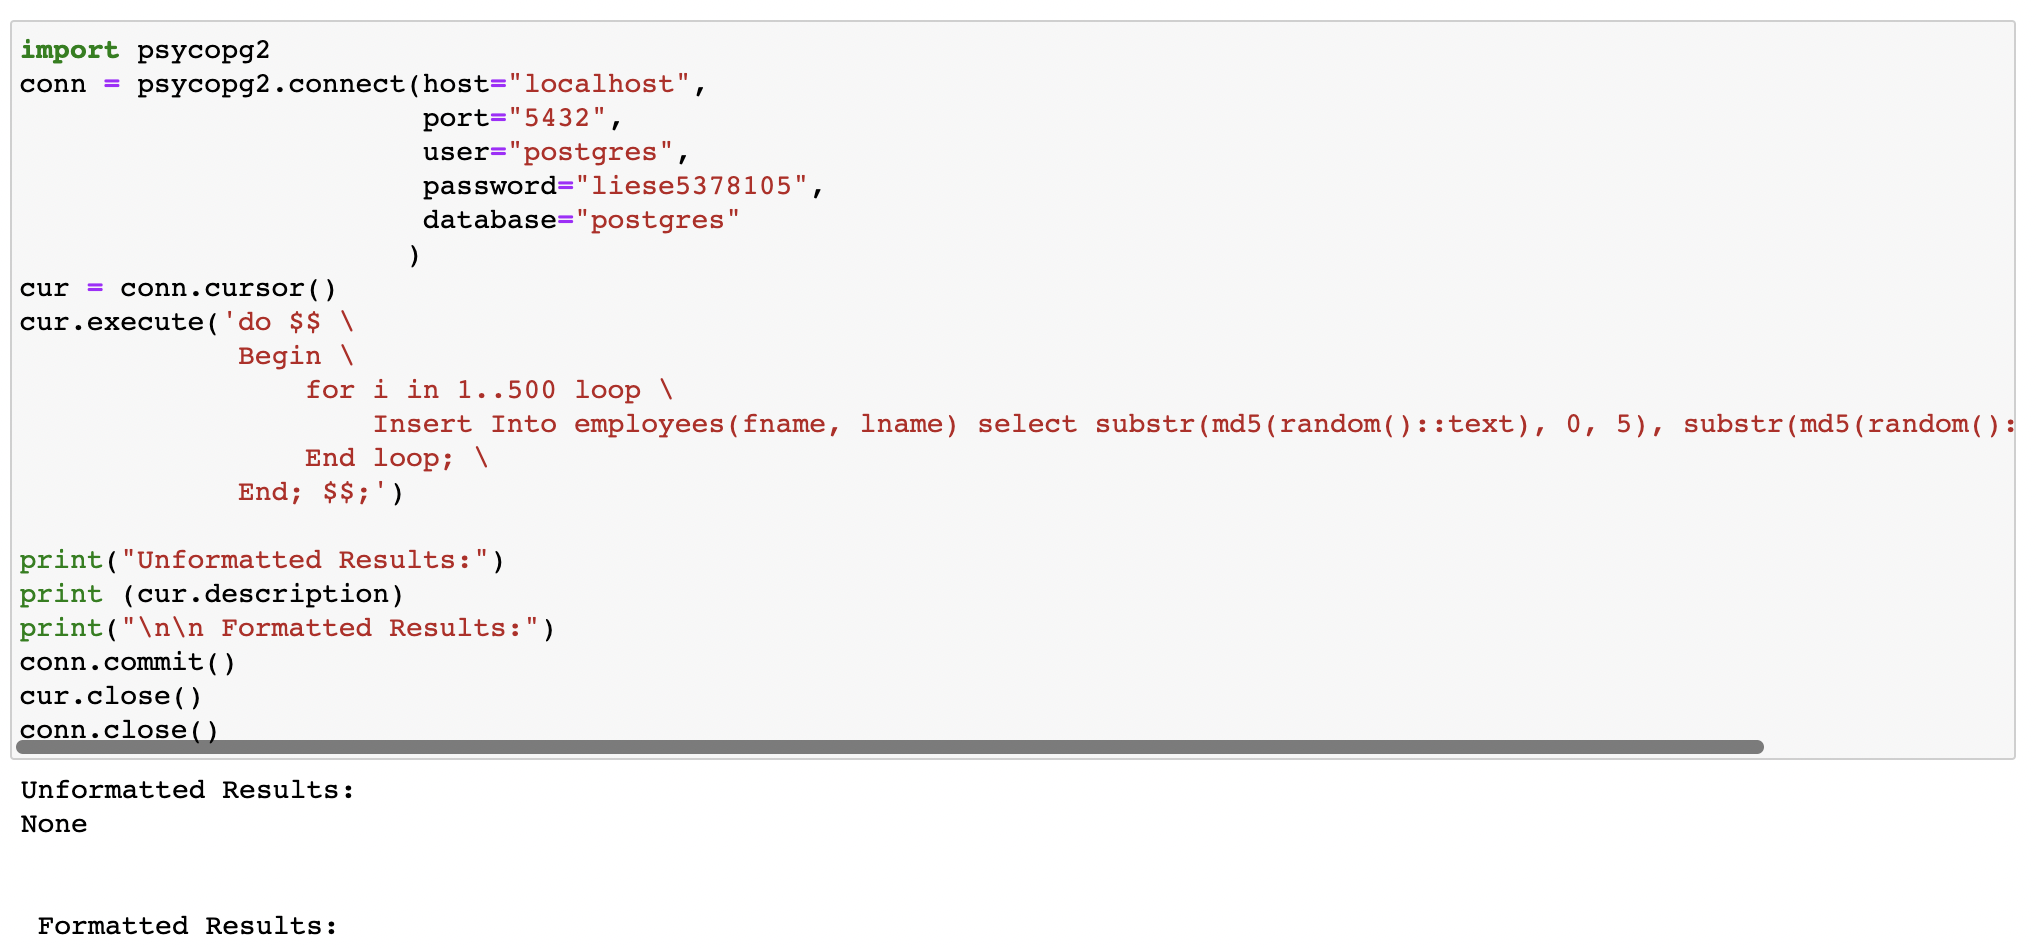 import psycopg2
conn = psycopg2.connect(host="localhost",
                        port="5432",
                        user="postgres",
                        password="liese5378105",
                        database="postgres"
                       )
cur = conn.cursor()
cur.execute('do $$ \
             Begin \
                 for i in 1..500 loop \
                     Insert Into employees(fname, lname) select substr(md5(random()::text), 0, 5), substr(md5(random():
                 End loop; \
             End; $$;')

print("Unformatted Results:")
print (cur.description)
print("\n\n Formatted Results:")
conn.commit()
cur.close()
conn.close()
Unformatted Results:
None
 Formatted Results: